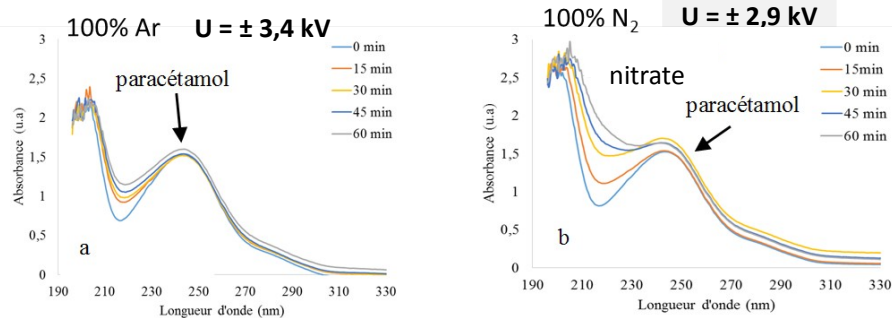 100% Ar U = ± 3,4 kV
3
2,5
2
1,5
1
0,5
0
Absorbance (u.a)
190 210 230 250 270 290 310 330
Longueur d'onde (nm)
paracétamol
a
0 min
15 min
30 min
45 min
60 min
100% N₂ U = ± 2,9 kV
3
2,5
2
1,5
1
0,5
0
Absorbance (u.a)
190 210 230 250 270 290 310 330
Longueur d'onde (nm)
nitrate
paracétamol
b
0 min
15min
30 min
45 min
60 min